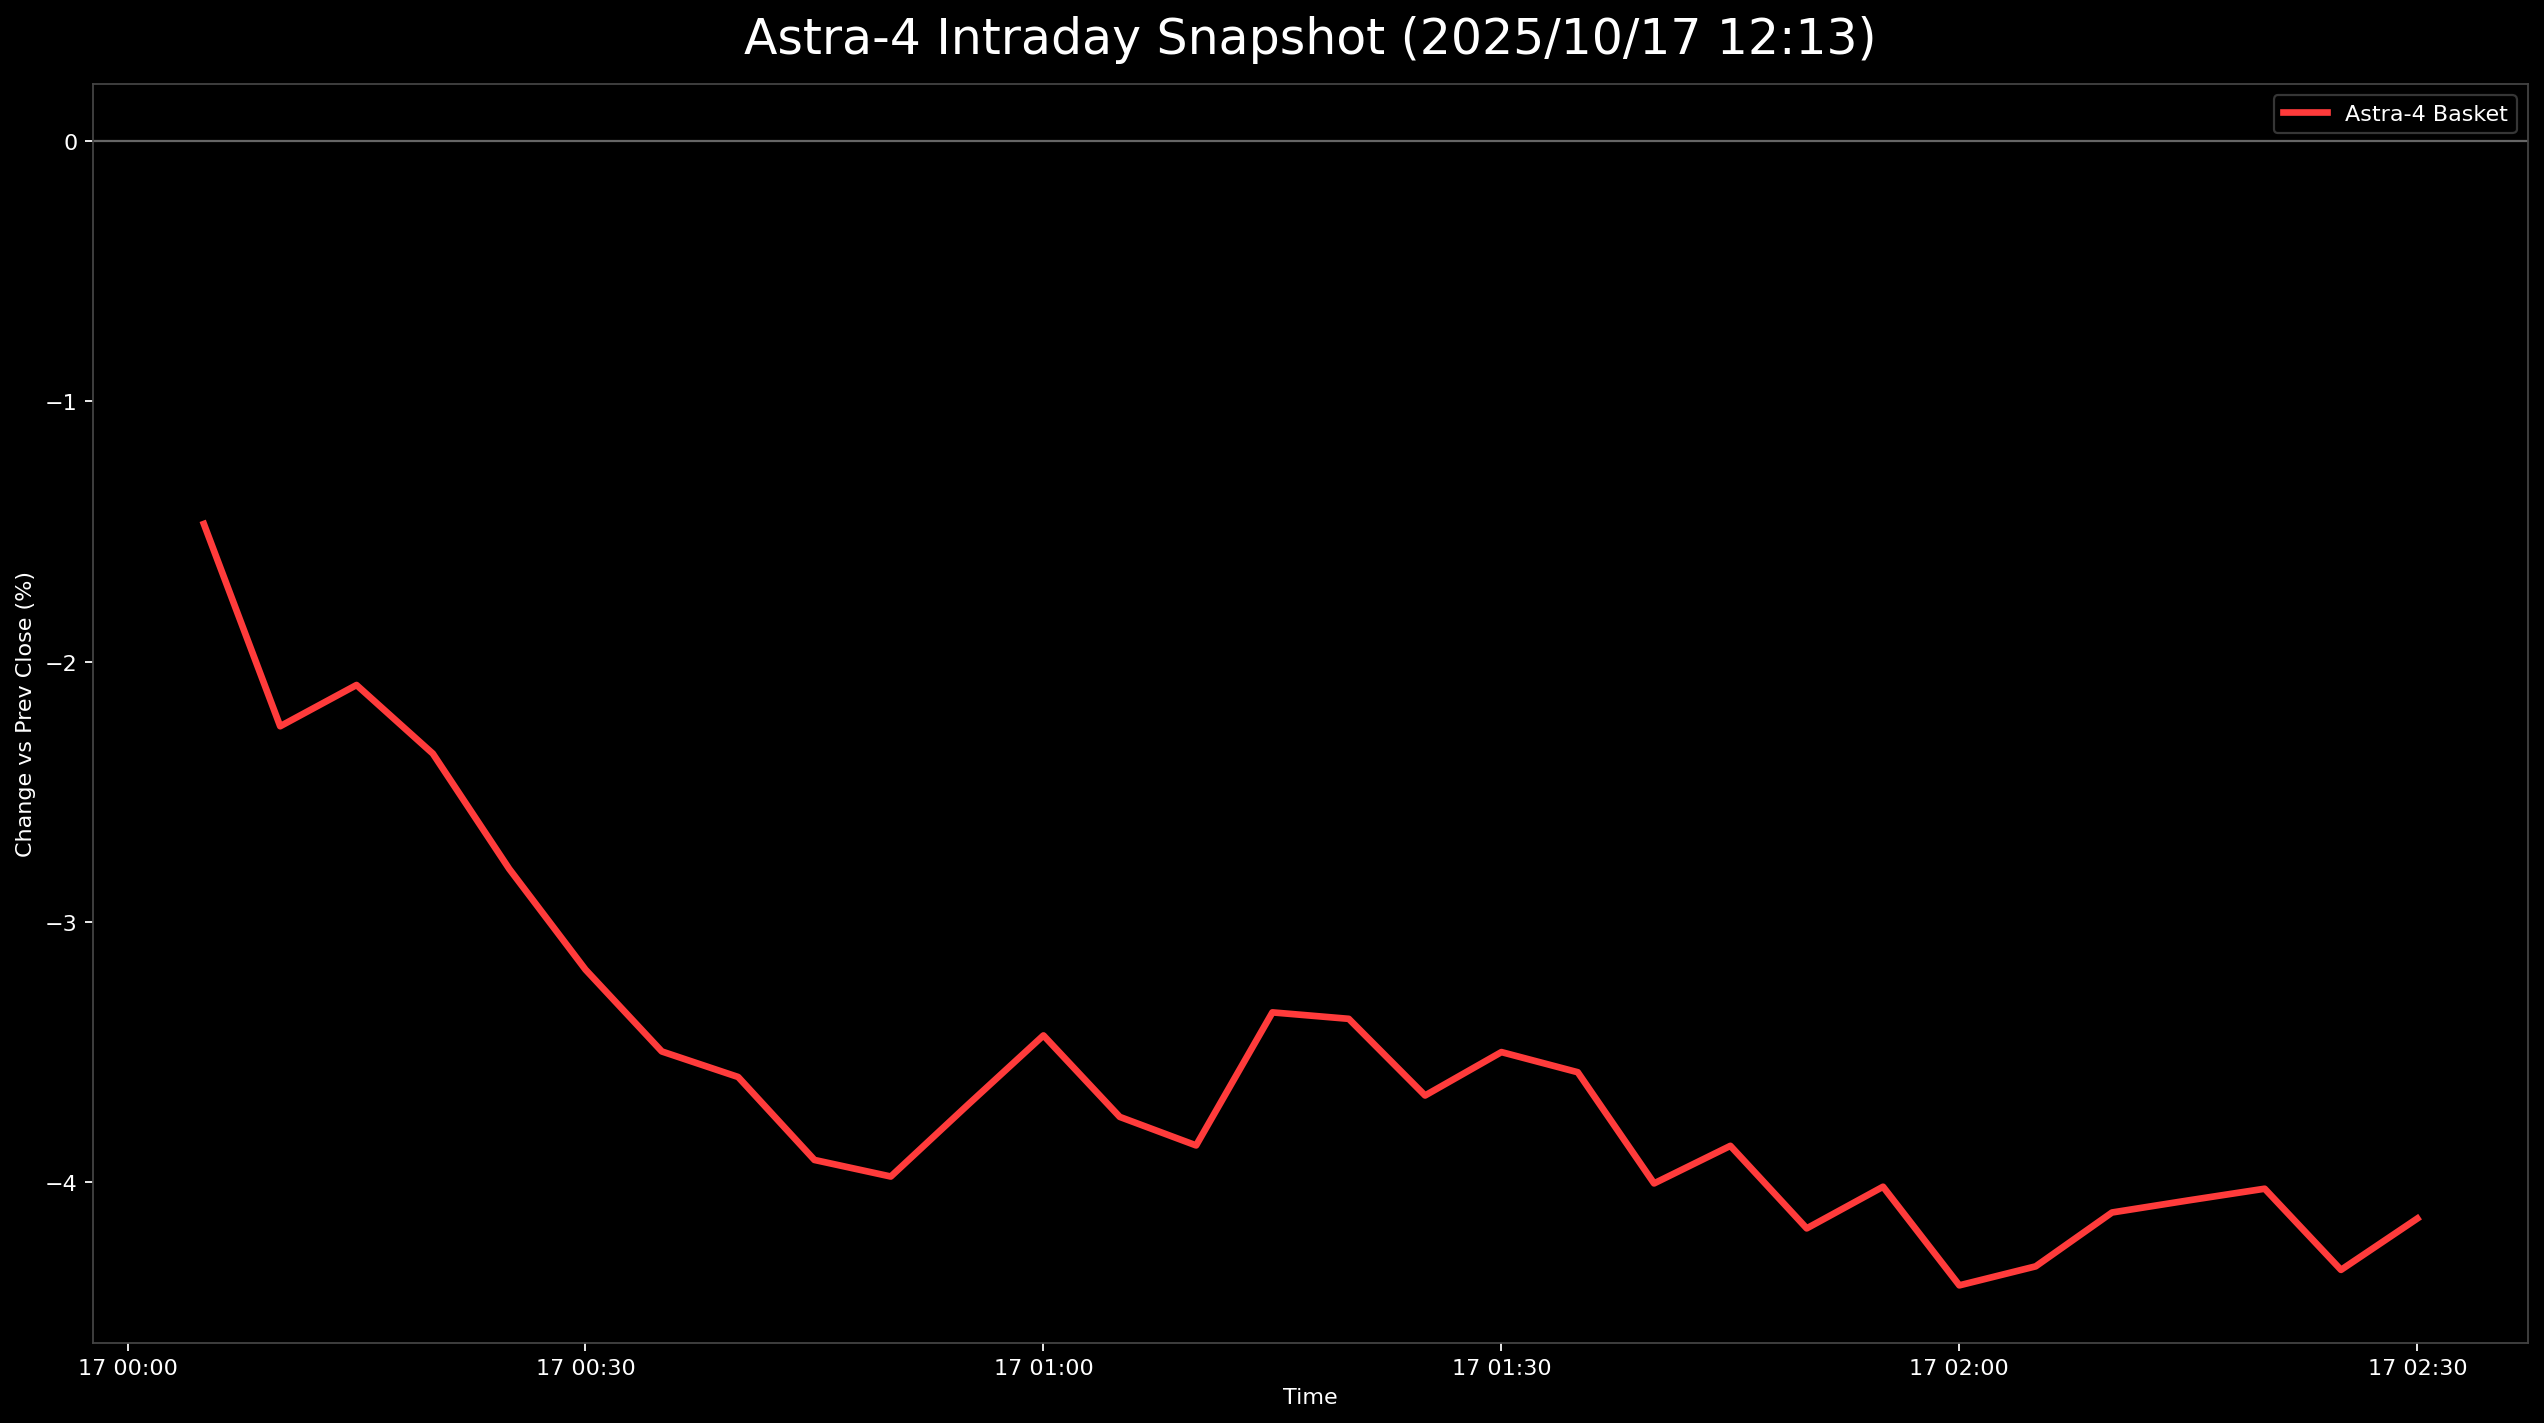 Astra-4 Intraday Snapshot (2025/10/17 12:13)
Astra-4 Basket
Change vs Prev Close (%)
0
−1
−2
−3
−4
17 00:00
17 00:30
17 01:00
17 01:30
17 02:00
17 02:30
Time